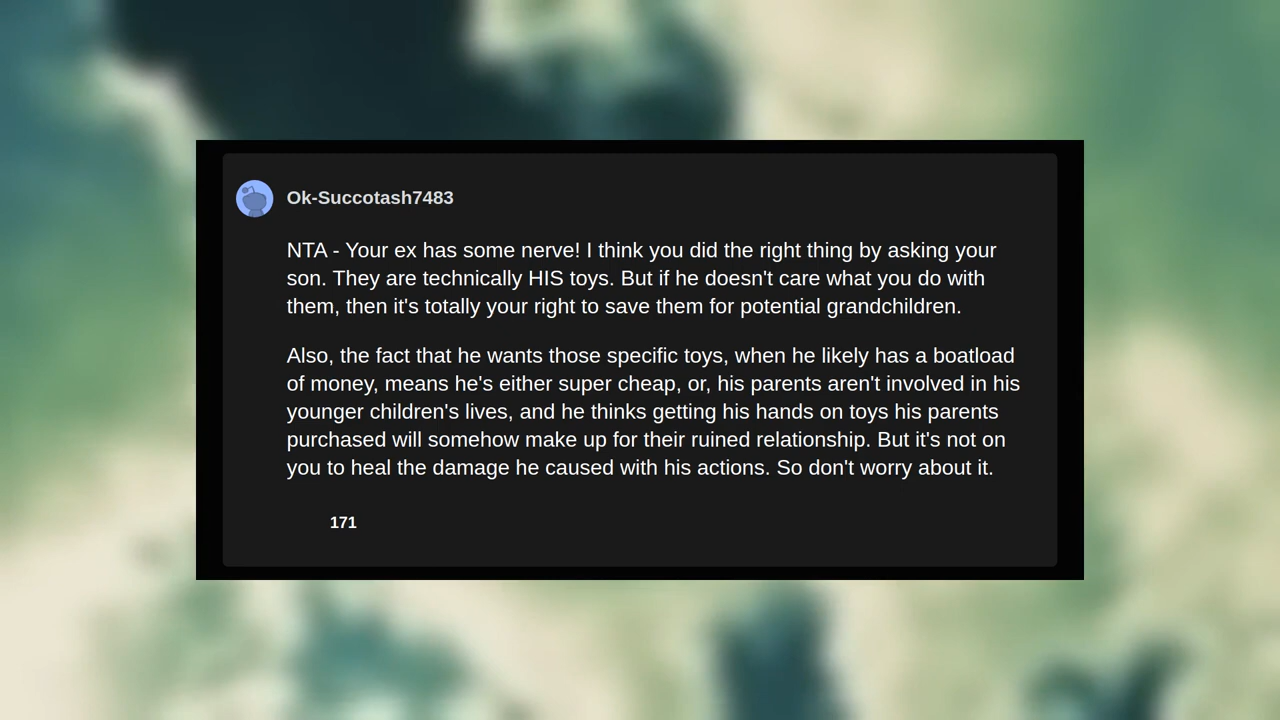 Ok-Succotash7483
NTA - Your ex has some nerve! I think you did the right thing by asking your
son. They are technically HIS toys. But if he doesn't care what you do with
them, then it's totally your right to save them for potential grandchildren.
Also, the fact that he wants those specific toys, when he likely has a boatload
of money, means he's either super cheap, or, his parents aren't involved in his
younger children's lives, and he thinks getting his hands on toys his parents
purchased will somehow make up for their ruined relationship. But it's not on
you to heal the damage he caused with his actions. So don't worry about it.
171